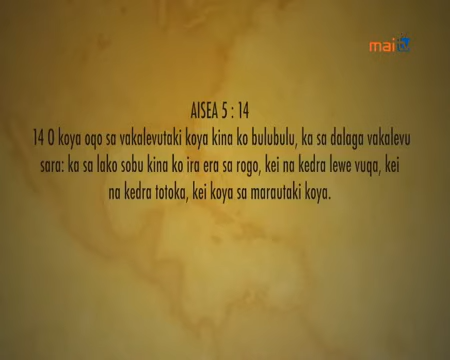 mai
AISEA 5 : 14
14 O koya oqo sa vakalevutaki koya kina ko bulubulu, ka sa dalaga vakalevu
sara: ka sa lako sobu kina ko ira era sa rogo, kei na kedra lewe vuqa, kei
na kedra totoka, kei koya sa marautaki koya.